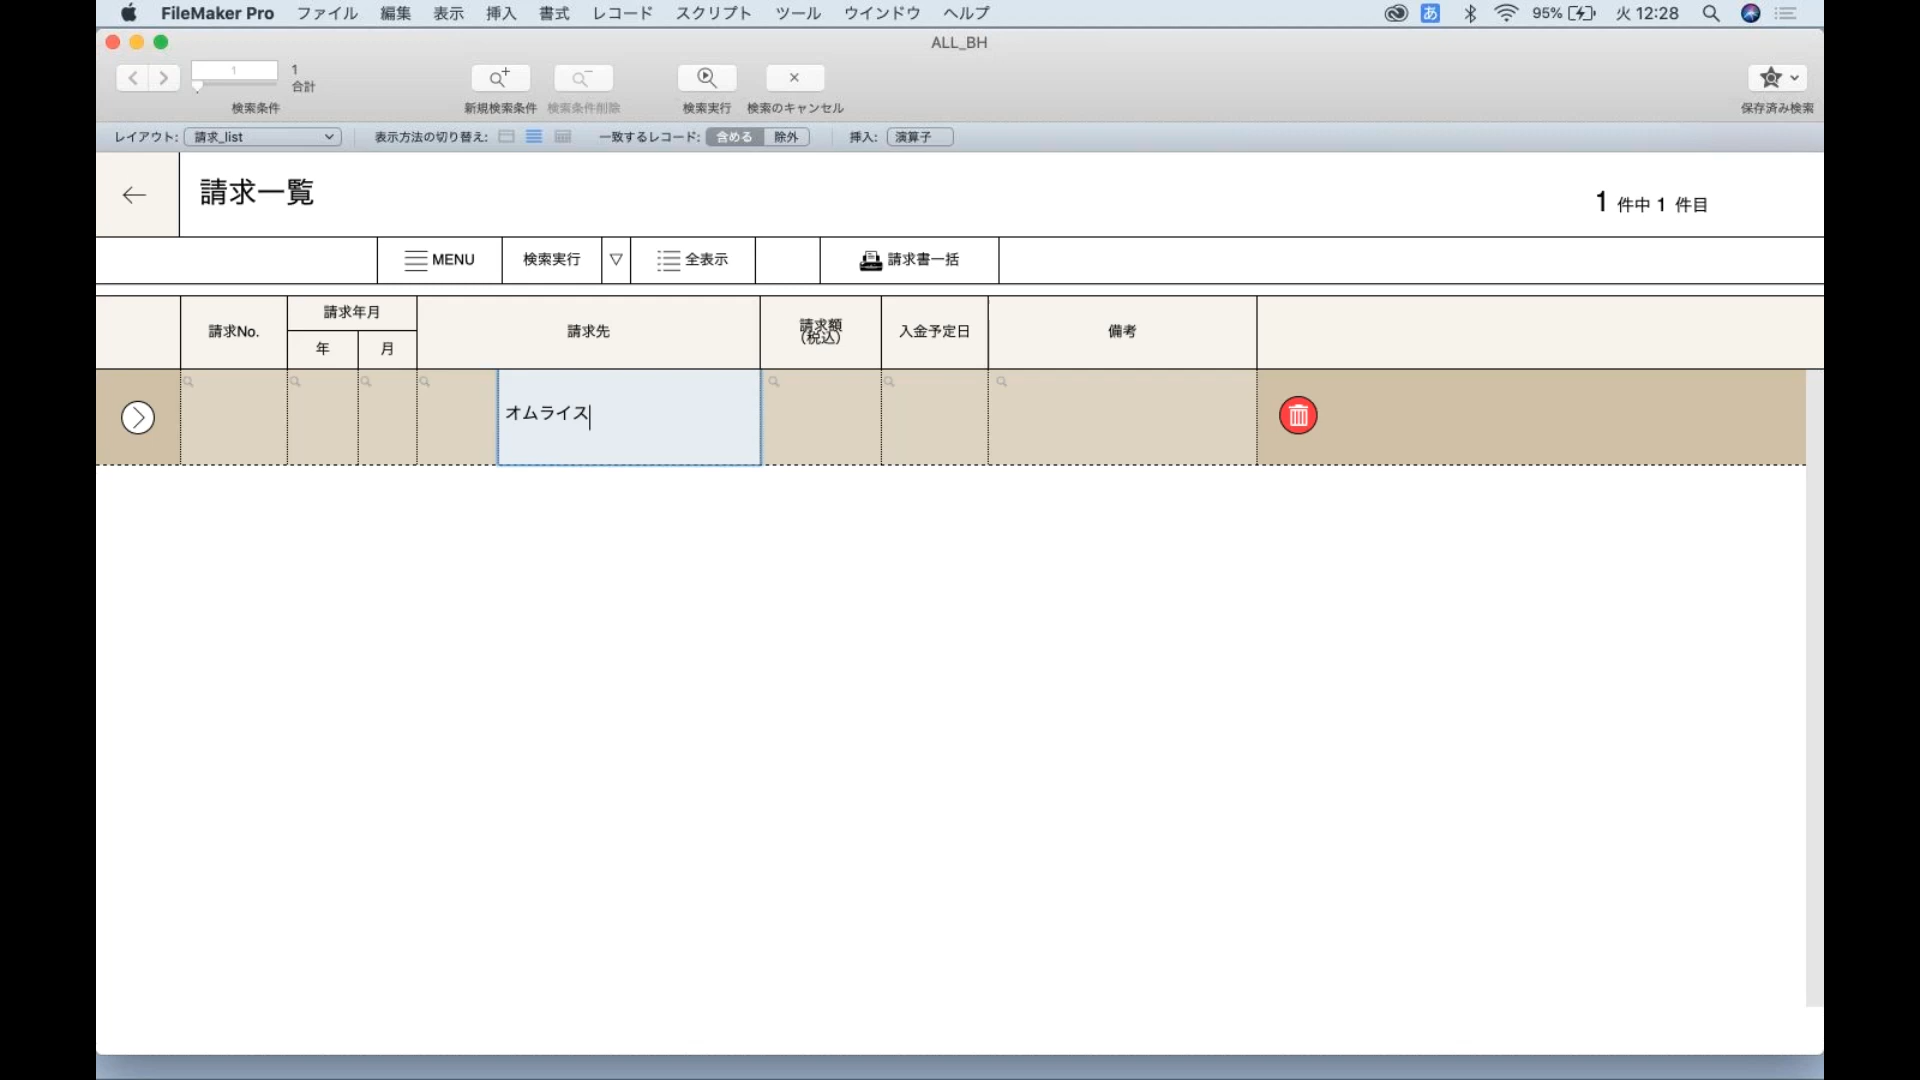 FileMaker Pro ファイル 編集 表示 挿入 書式 レコード スクリプト ツール ウインドウ ヘルプ あ 95% 火 12:28
ALL_BH
1 1
合計
検索条件 新規検索条件 検索条件削除 検索実行 検索のキャンセル 保存済み検索
レイアウト: 請求_list 表示方法の切り替え: 一致するレコード: 含める 除外 挿入: 演算子
請求一覧
1 件中 1 件目
MENU 検索実行 ▽ 全表示 請求書一括
請求No. 請求年月 年 月 請求先 請求額 (税込) 入金予定日 備考
オムライス